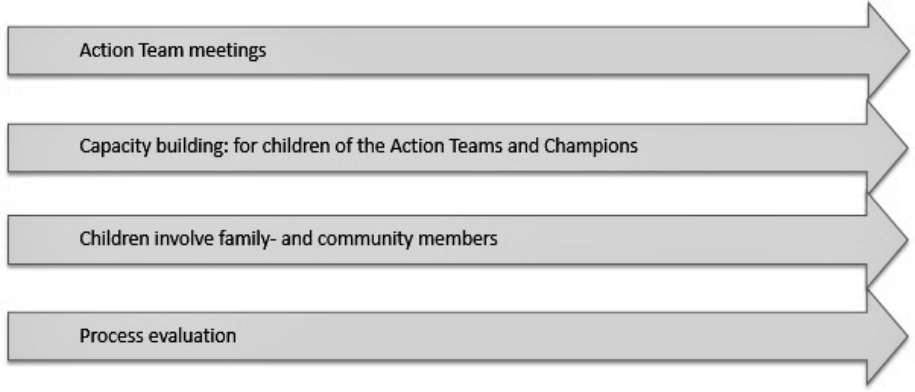 Action Team meetings
Capacity building: for children of the Action Teams and Champions
Children involve family- and community members
Process evaluation